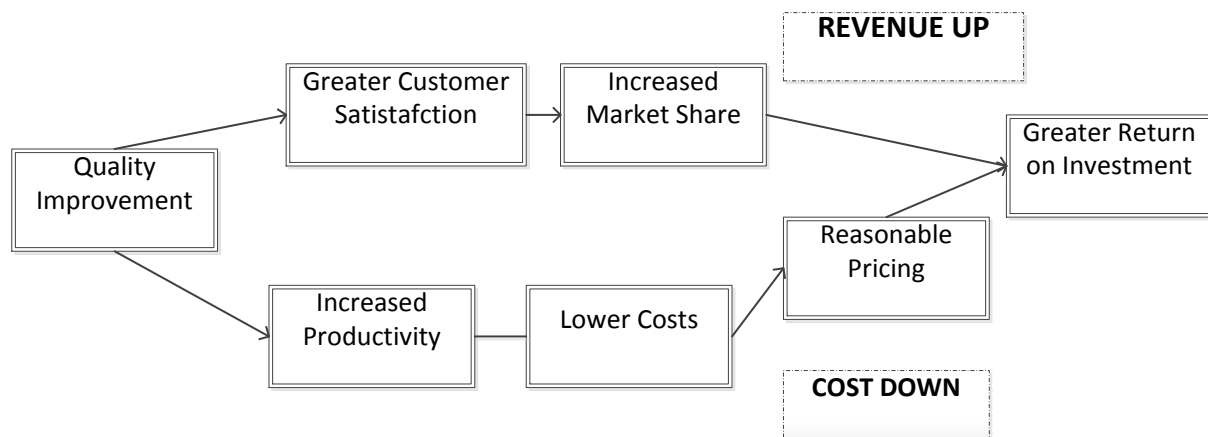 REVENUE UP
Greater Customer
Satistafction
Increased
Market Share
Greater Return
on Investment
Quality
Improvement
Reasonable
Pricing
Increased
Productivity
Lower Costs
COST DOWN